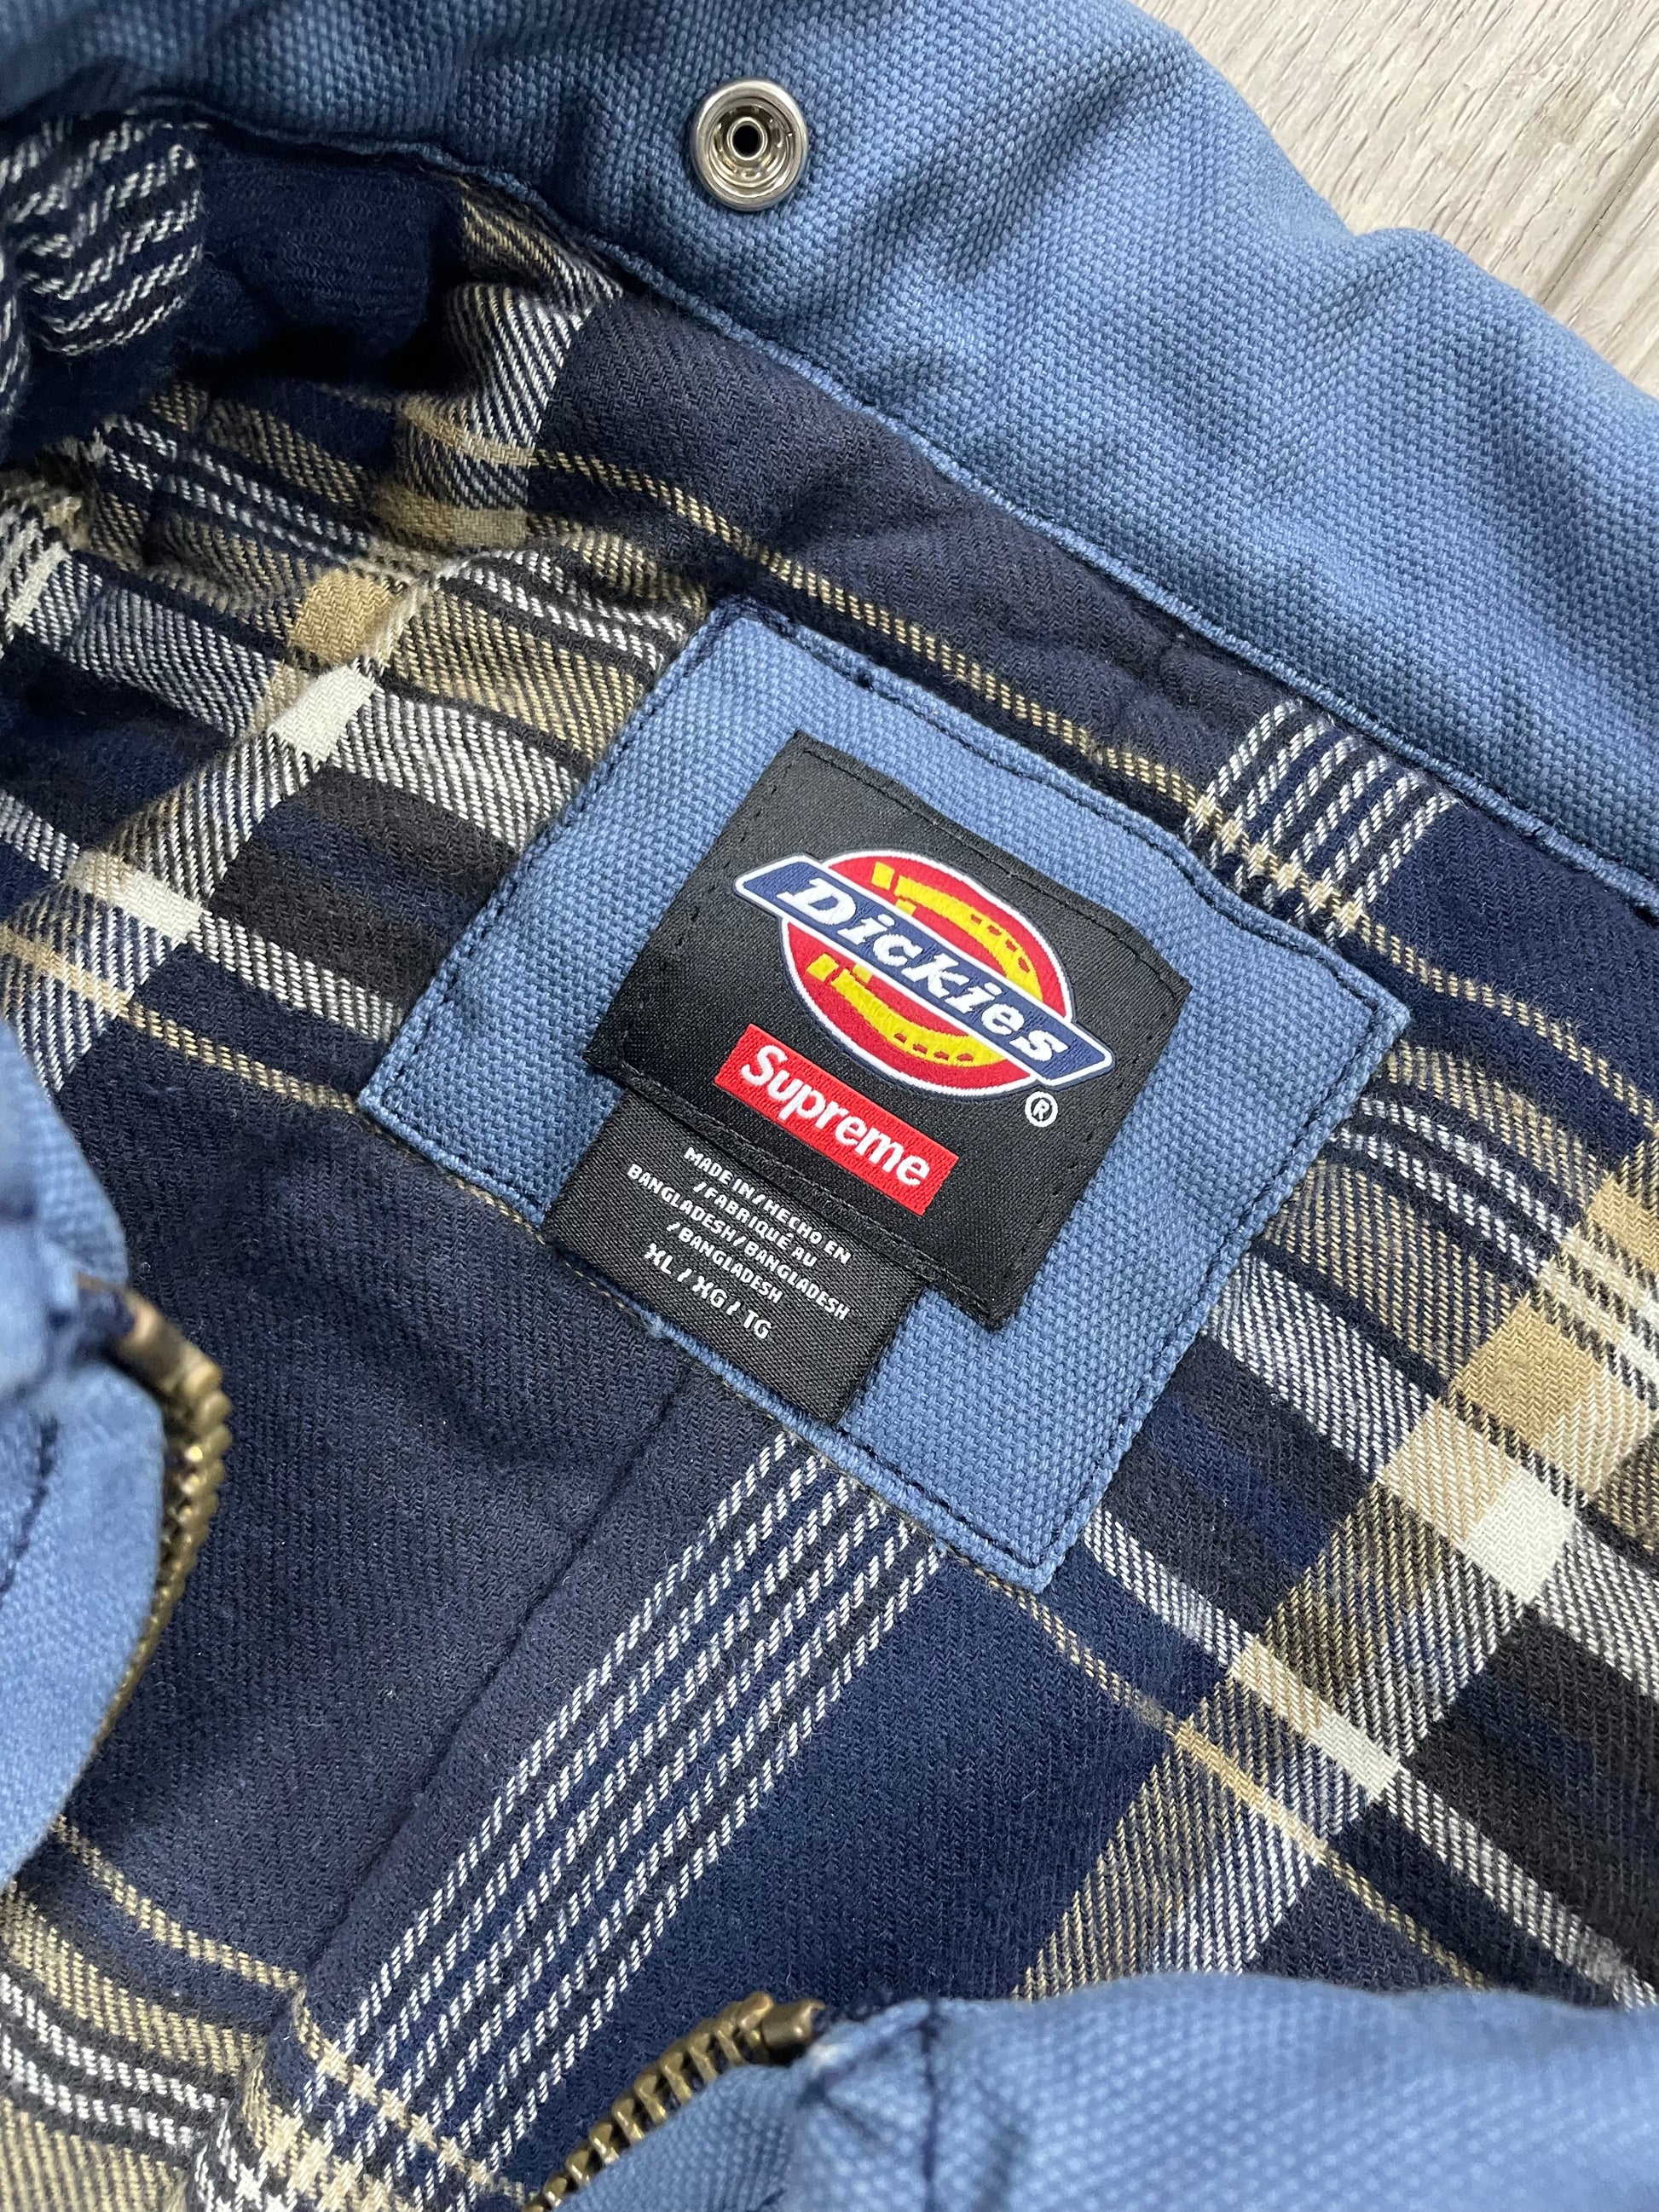 Dickies
®
Supreme
MADE IN/HECHO EN
/FABRIQUÉ AU
BANGLADESH/BANGLADESH
/BANGLADESH
XL / XG / TG